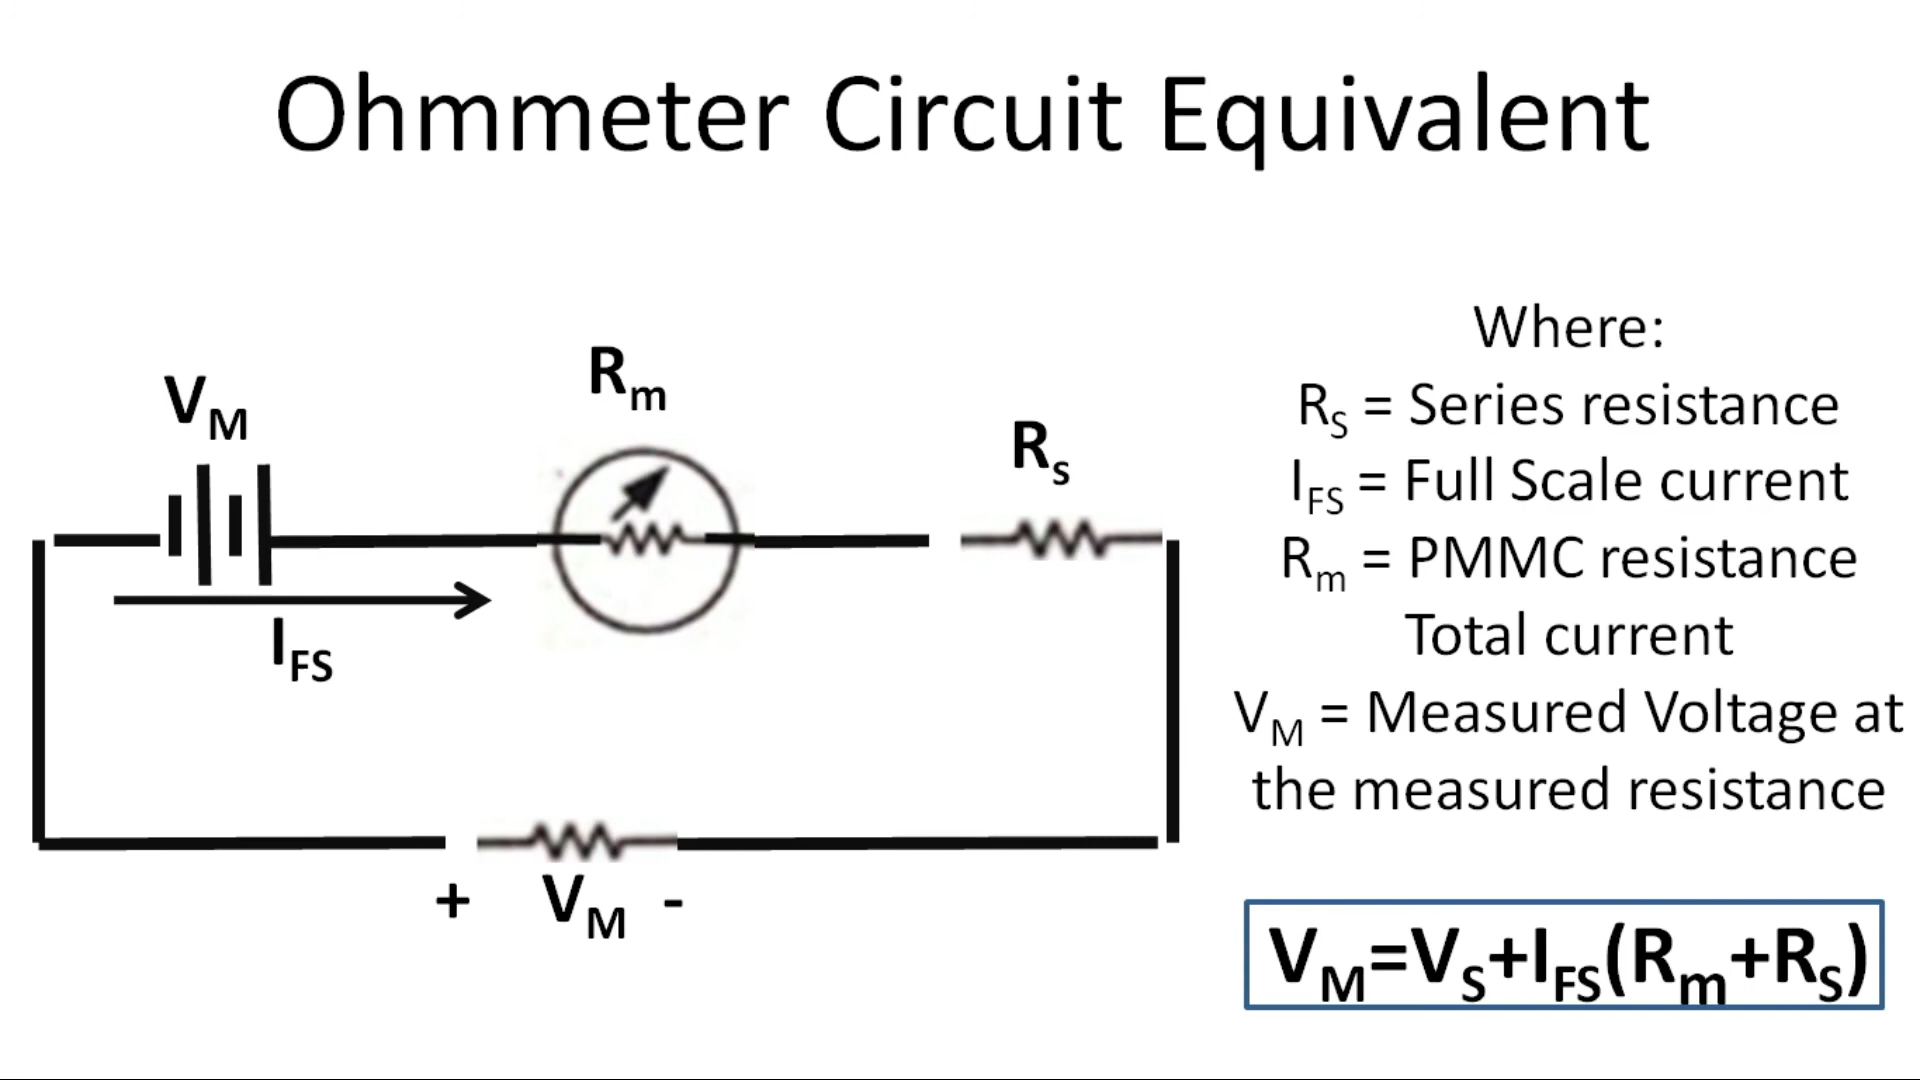 Ohmmeter Circuit Equivalent
V_M
R_m
R_s
I_FS
+ V_M -
Where:
R_S = Series resistance
I_FS = Full Scale current
R_m = PMMC resistance
Total current
V_M = Measured Voltage at
the measured resistance
V_M=V_S+I_FS(R_m+R_S)